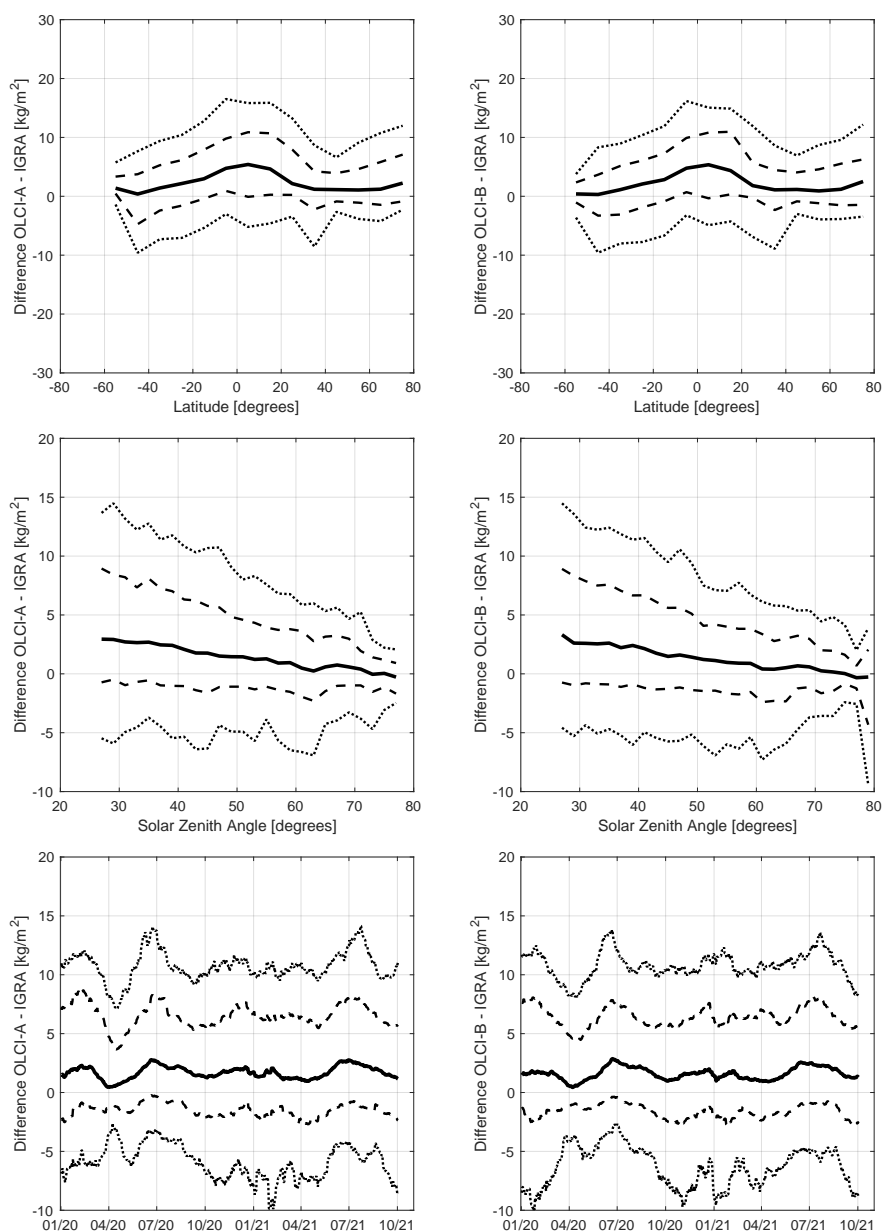 30
20
10
0
-10
-20
-30
Difference OLCI-A - IGRA [kg/m²]
-80 -60 -40 -20 0 20 40 60 80
Latitude [degrees]
30
20
10
0
-10
-20
-30
Difference OLCI-B - IGRA [kg/m²]
-80 -60 -40 -20 0 20 40 60 80
Latitude [degrees]
20
15
10
5
0
-5
-10
Difference OLCI-A - IGRA [kg/m²]
20 30 40 50 60 70 80
Solar Zenith Angle [degrees]
20
15
10
5
0
-5
-10
Difference OLCI-B - IGRA [kg/m²]
20 30 40 50 60 70 80
Solar Zenith Angle [degrees]
20
15
10
5
0
-5
-10
Difference OLCI-A - IGRA [kg/m²]
01/20 04/20 07/20 10/20 01/21 04/21 07/21 10/21
20
15
10
5
0
-5
-10
Difference OLCI-B - IGRA [kg/m²]
01/20 04/20 07/20 10/20 01/21 04/21 07/21 10/21